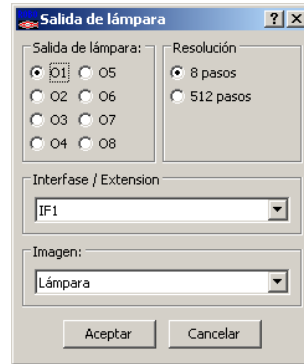 Salida de lámpara
Salida de lámpara:
O1 O5
O2 O6
O3 O7
O4 O8
Resolución
8 pasos
512 pasos
Interfase / Extension
IF1
Imagen:
Lámpara
Aceptar Cancelar